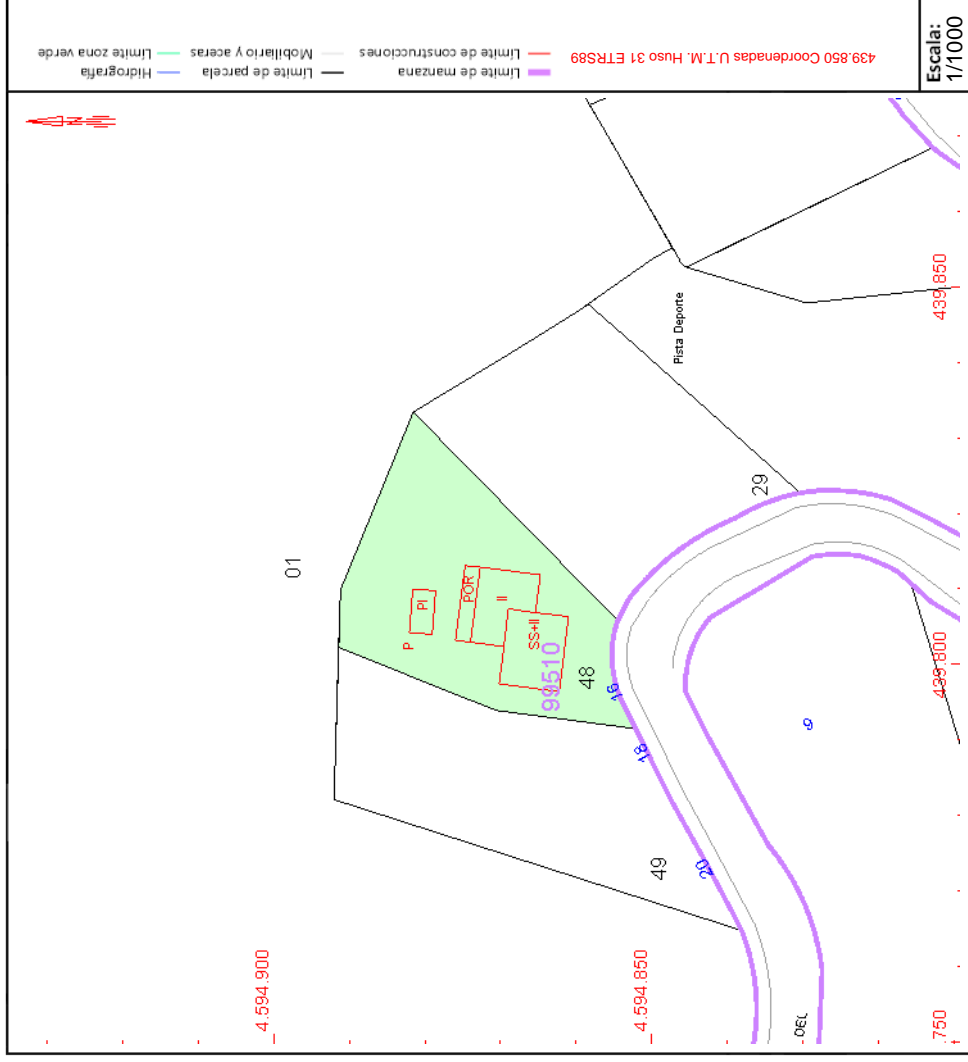 Límite de manzana
Límite de construcciones
Límite de parcela
Mobiliario y aceras
Hidrografía
Límite zona verde
439.850 Coordenadas U.T.M. Huso 31 ETRS89
Escala:
1/1000
N
01
4.594.900
P
PI
POR
II
SS+II
99510
48
16
18
49
20
29
Pista Deporte
4.594.850
439.850
439.800
9
DEL
.750